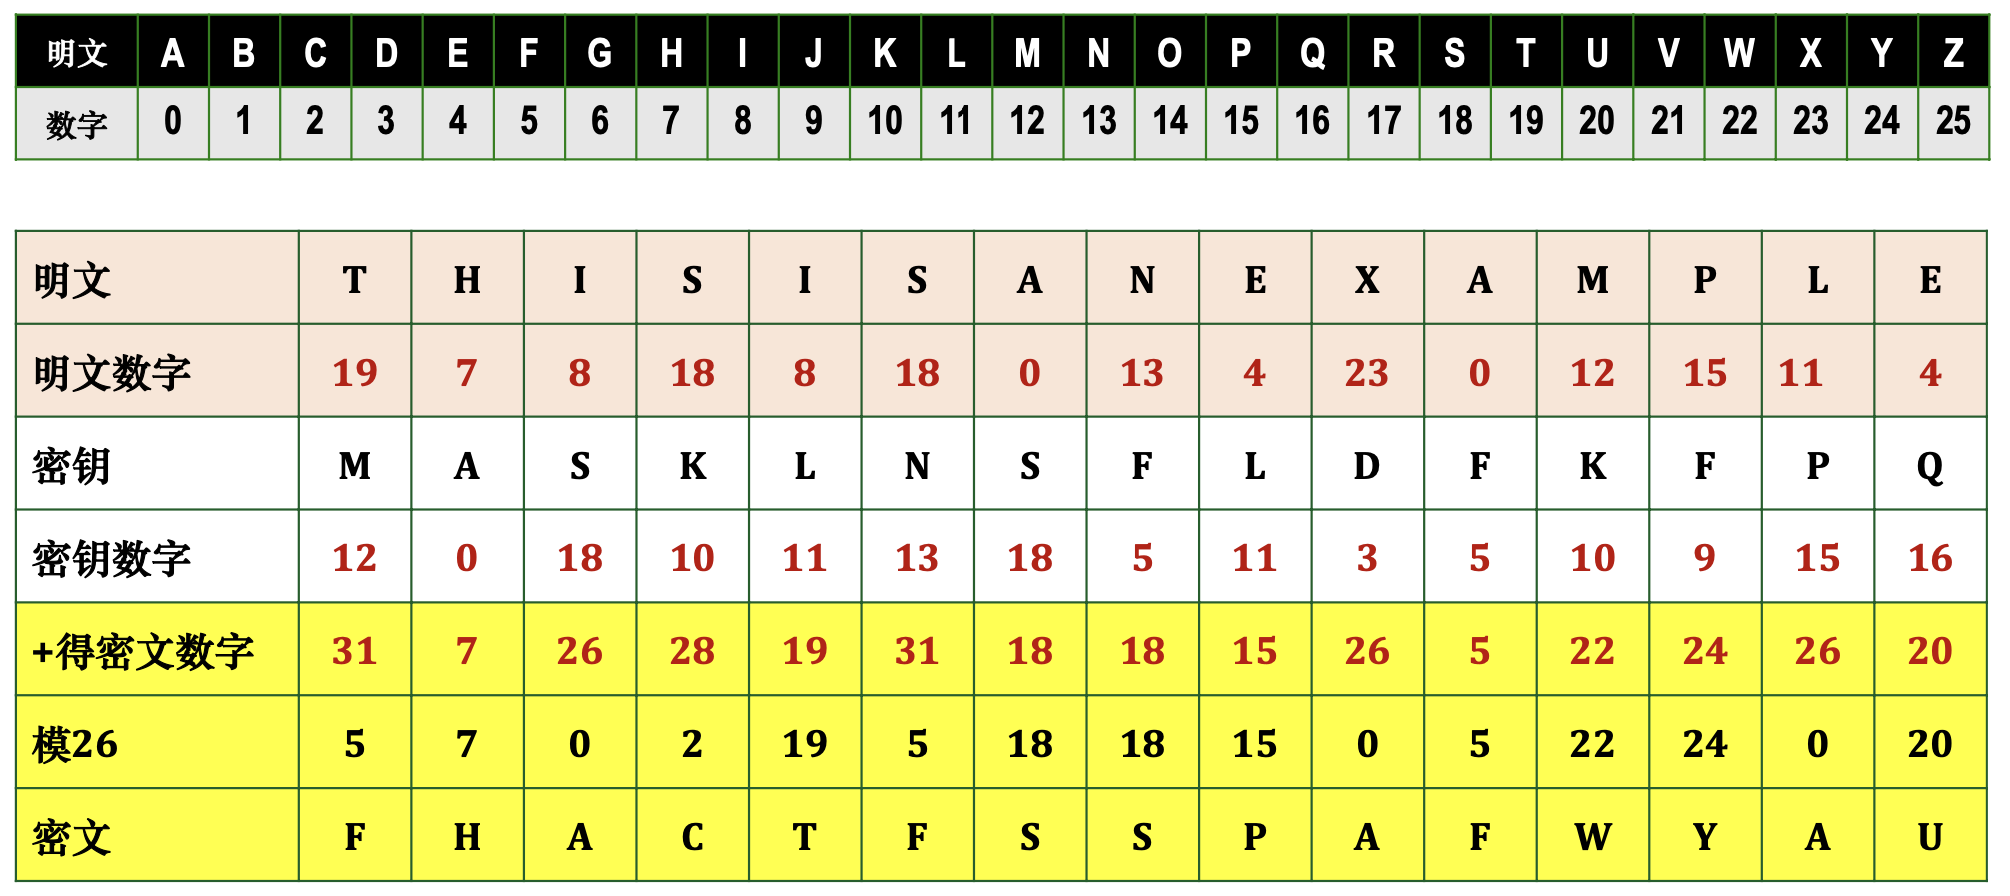 明文 A B C D E F G H I J K L M N O P Q R S T U V W X Y Z
数字 0 1 2 3 4 5 6 7 8 9 10 11 12 13 14 15 16 17 18 19 20 21 22 23 24 25
明文 T H I S I S A N E X A M P L E
明文数字 19 7 8 18 8 18 0 13 4 23 0 12 15 11 4
密钥 M A S K L N S F L D F K F P Q
密钥数字 12 0 18 10 11 13 18 5 11 3 5 10 9 15 16
+得密文数字 31 7 26 28 19 31 18 18 15 26 5 22 24 26 20
模26 5 7 0 2 19 5 18 18 15 0 5 22 24 0 20
密文 F H A C T F S S P A F W Y A U